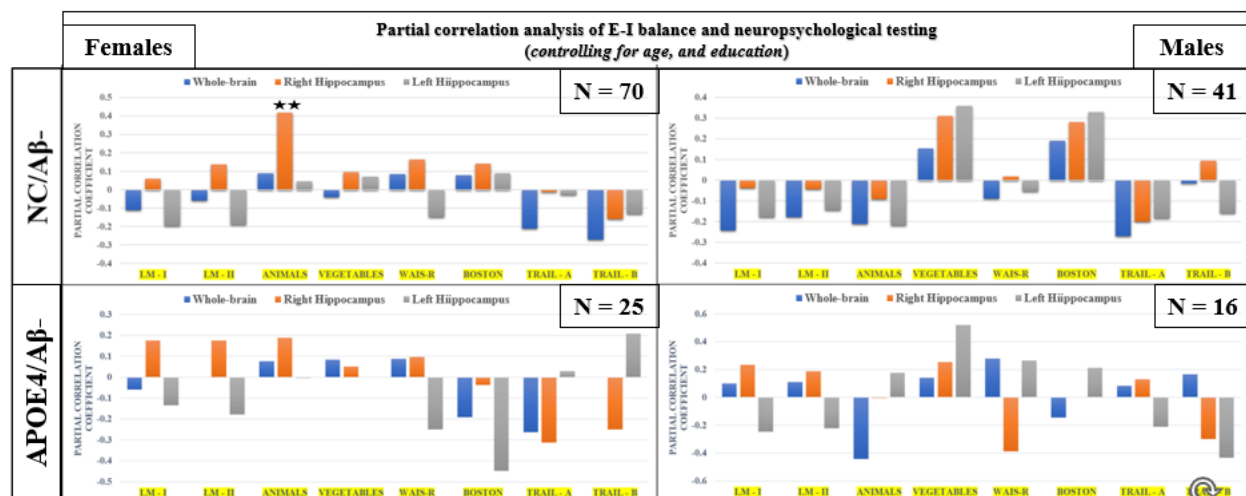 Partial correlation analysis of E-I balance and neuropsychological testing
(controlling for age, and education)
Females
Males
NC/Aβ-
Whole-brain Right Hippocampus Left Hiippocampus
N = 70
★★
PARTIAL CORRELATION
COEFFICIENT
0.5
0.4
0.3
0.2
0.1
0
-0.1
-0.2
-0.3
-0.4
LM - I LM - II ANIMALS VEGETABLES WAIS-R BOSTON TRAIL - A TRAIL - B
Whole-brain Right Hippocampus Left Hiippocampus
N = 41
PARTIAL CORRELATION
COEFFICIENT
0.4
0.3
0.2
0.1
0
-0.1
-0.2
-0.3
-0.4
LM - I LM - II ANIMALS VEGETABLES WAIS-R BOSTON TRAIL - A TRAIL - B
APOE4/Aβ-
Whole-brain Right Hippocampus Left Hiippocampus
N = 25
PARTIAL CORRELATION
COEFFICIENT
0.3
0.2
0.1
0
-0.1
-0.2
-0.3
-0.4
-0.5
LM - I LM - II ANIMALS VEGETABLES WAIS-R BOSTON TRAIL - A TRAIL - B
Whole-brain Right Hippocampus Left Hiippocampus
N = 16
PARTIAL CORRELATION
COEFFICIENT
0.6
0.4
0.2
0
-0.2
-0.4
-0.6
LM - I LM - II ANIMALS VEGETABLES WAIS-R BOSTON TRAIL - A